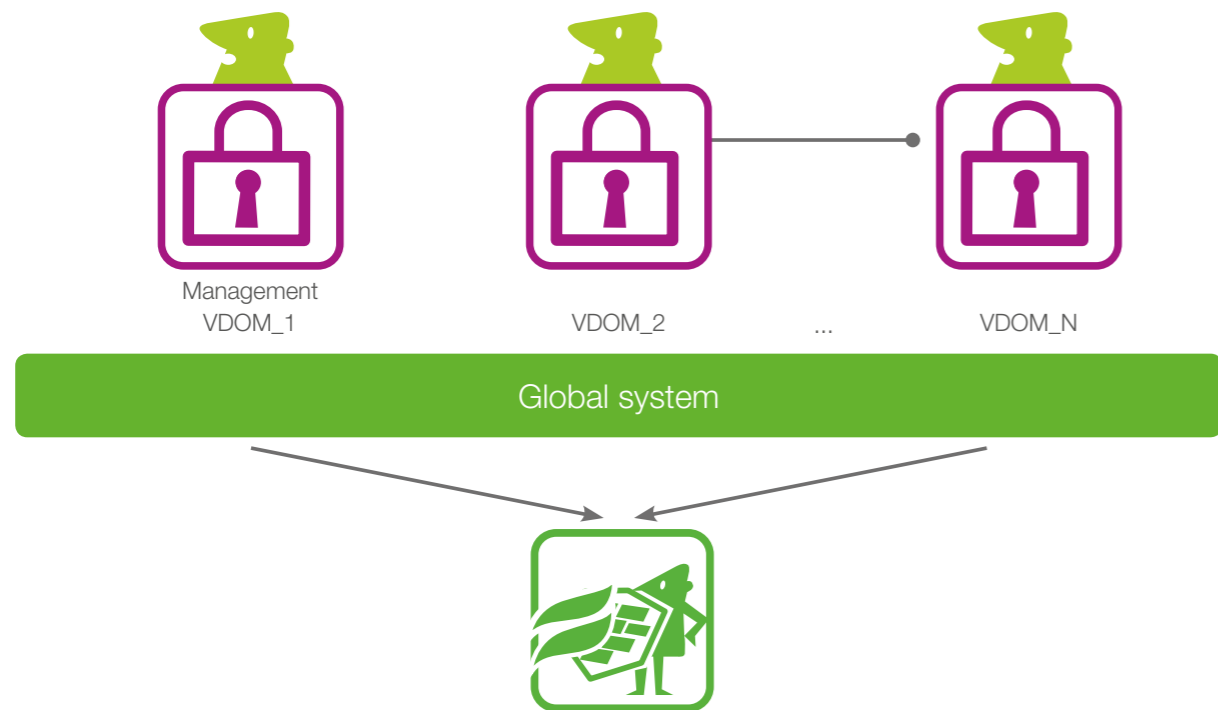 Management
VDOM_1
VDOM_2
...
VDOM_N
Global system